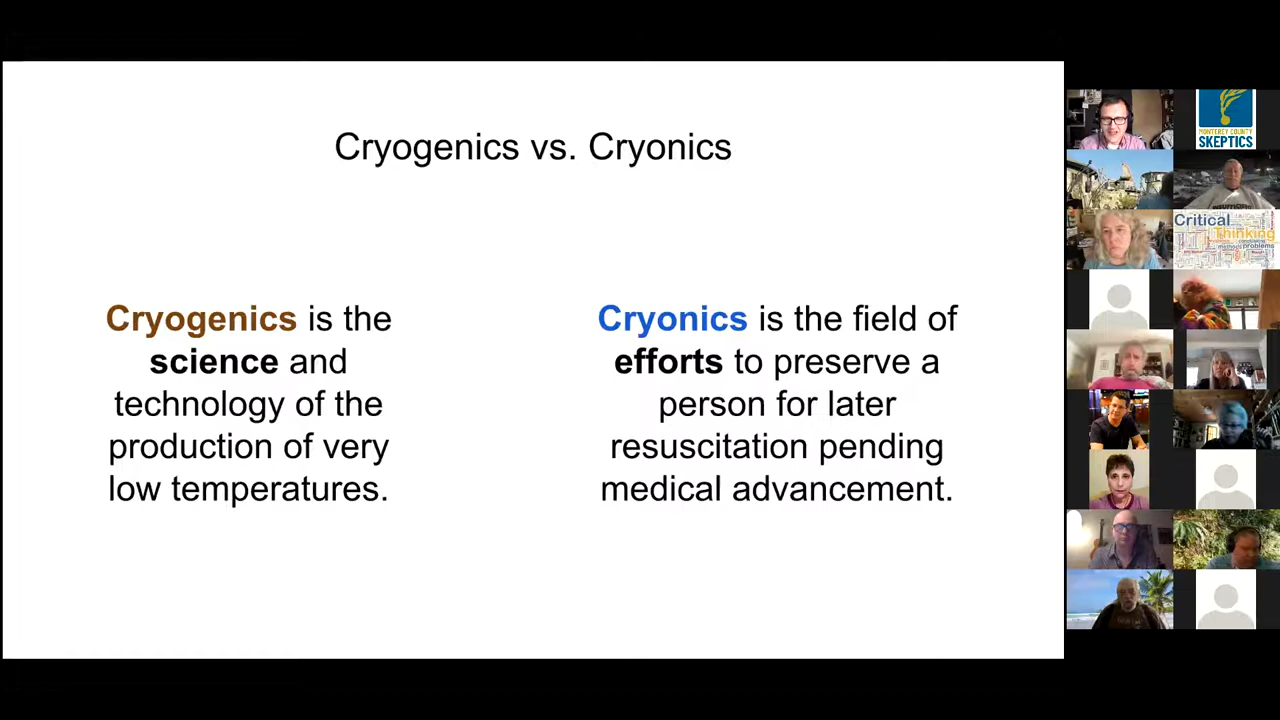 Cryogenics vs. Cryonics
Cryogenics is the
science and
technology of the
production of very
low temperatures.
Cryonics is the field of
efforts to preserve a
person for later
resuscitation pending
medical advancement.
MONTEREY COUNTY
SKEPTICS
Critical
Thinking
problems